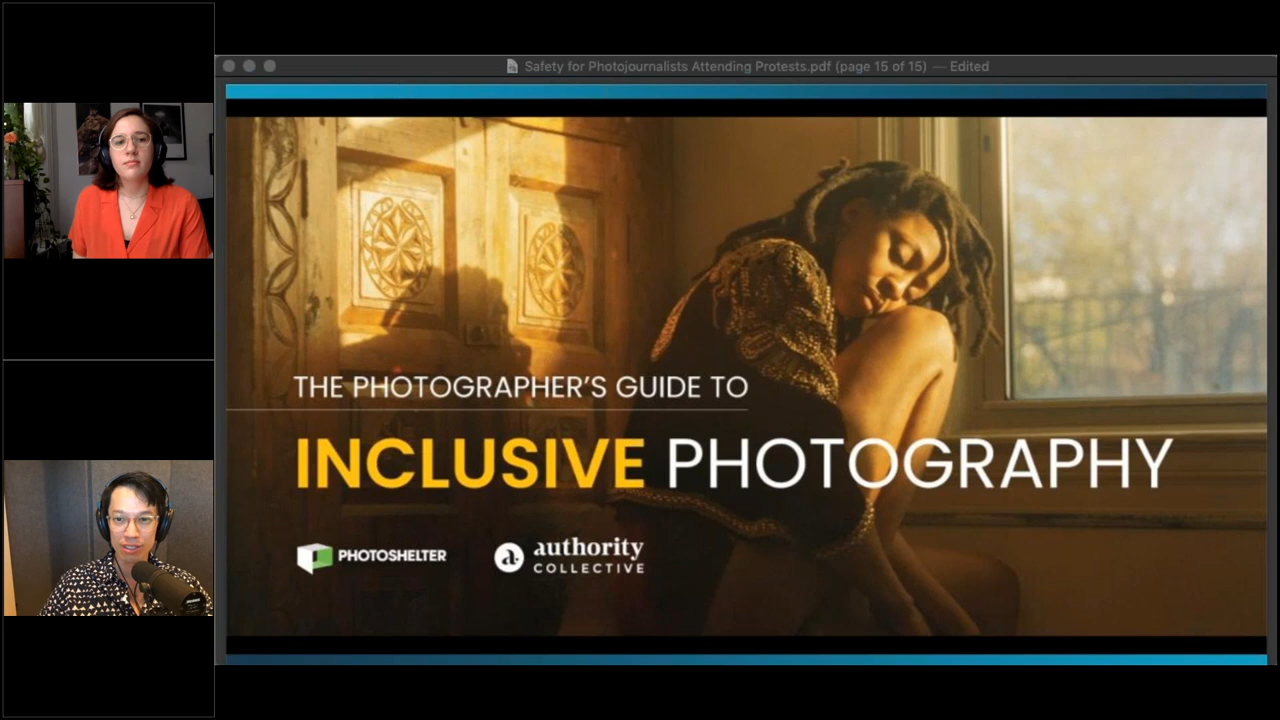 Safety for Photojournalists Attending Protests.pdf (page 15 of 15) — Edited
THE PHOTOGRAPHER’S GUIDE TO
INCLUSIVE PHOTOGRAPHY
PHOTOSHELTER
a.
authority
COLLECTIVE